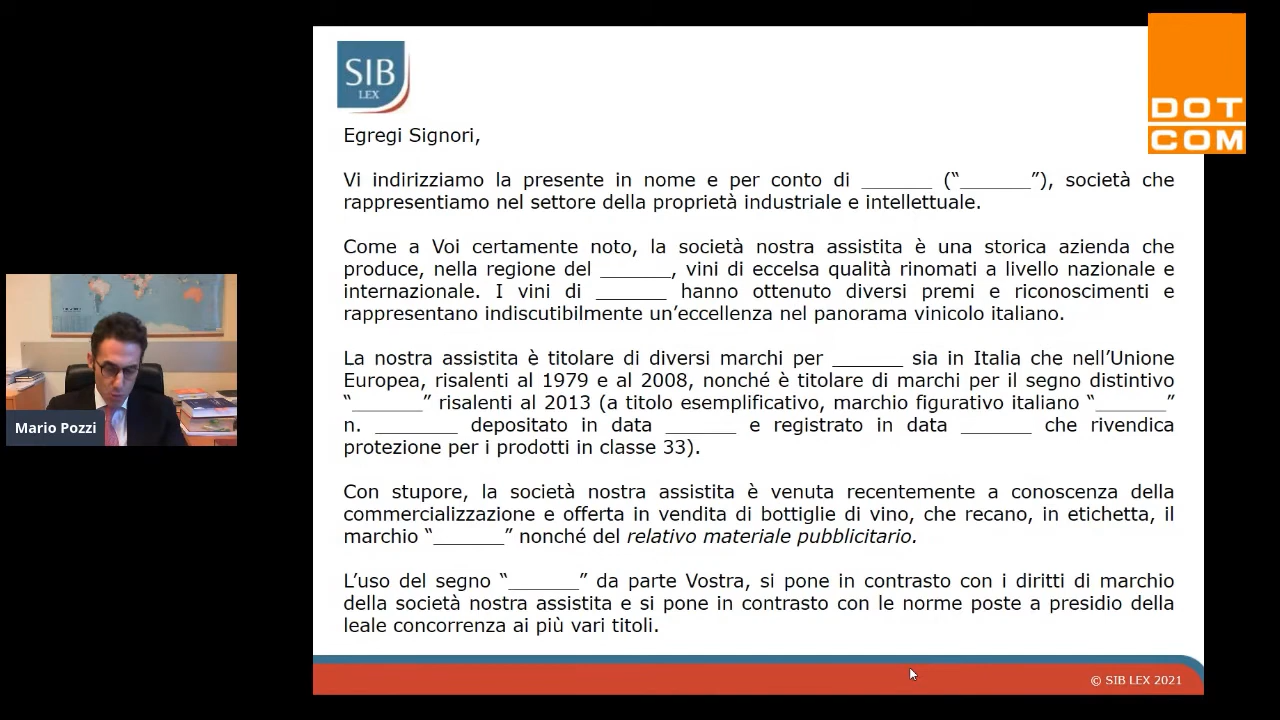 SIB
LEX
DOT
COM
Egregi Signori,
Vi indirizziamo la presente in nome e per conto di _______ (“_______”), società che
rappresentiamo nel settore della proprietà industriale e intellettuale.
Come a Voi certamente noto, la società nostra assistita è una storica azienda che
produce, nella regione del _______, vini di eccelsa qualità rinomati a livello nazionale e
internazionale. I vini di _______ hanno ottenuto diversi premi e riconoscimenti e
rappresentano indiscutibilmente un’eccellenza nel panorama vinicolo italiano.
La nostra assistita è titolare di diversi marchi per _______ sia in Italia che nell’Unione
Europea, risalenti al 1979 e al 2008, nonché è titolare di marchi per il segno distintivo
“_______” risalenti al 2013 (a titolo esemplificativo, marchio figurativo italiano “_______”
n. ________ depositato in data _______ e registrato in data _______ che rivendica
protezione per i prodotti in classe 33).
Con stupore, la società nostra assistita è venuta recentemente a conoscenza della
commercializzazione e offerta in vendita di bottiglie di vino, che recano, in etichetta, il
marchio “_______” nonché del relativo materiale pubblicitario.
L’uso del segno “_______” da parte Vostra, si pone in contrasto con i diritti di marchio
della società nostra assistita e si pone in contrasto con le norme poste a presidio della
leale concorrenza ai più vari titoli.
Mario Pozzi
© SIB LEX 2021